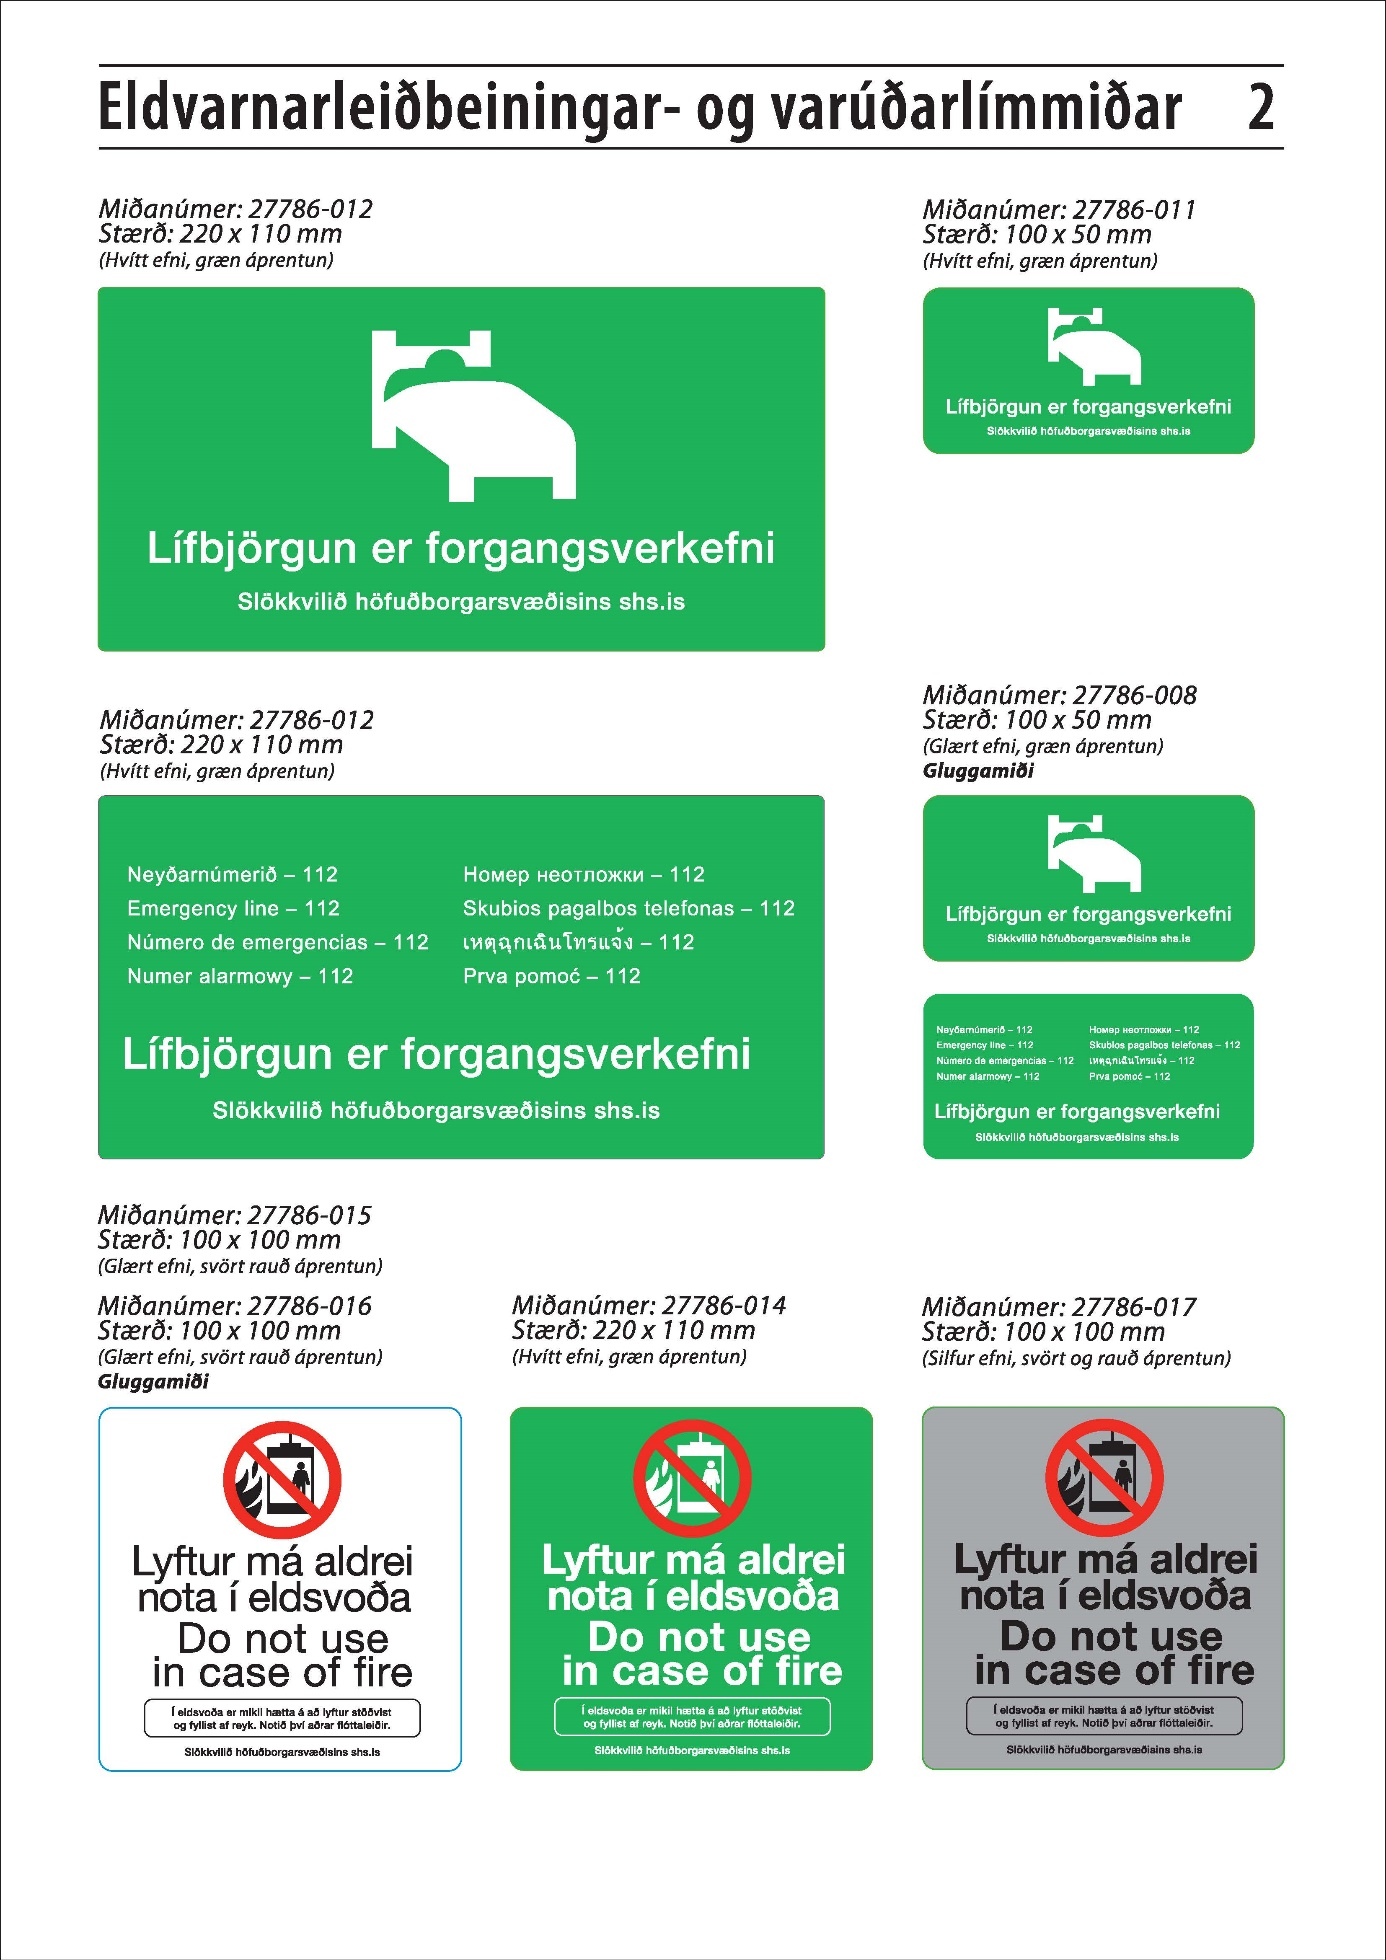 Eldvarnarleiðbeiningar- og varúðarlímmiðar 2
Miðanúmer: 27786-012
Stærð: 220 x 110 mm
(Hvítt efni, græn áprentun)
Lífbjörgun er forgangsverkefni
Slökkvilið höfuðborgarsvæðisins shs.is
Miðanúmer: 27786-011
Stærð: 100 x 50 mm
(Hvítt efni, græn áprentun)
Lífbjörgun er forgangsverkefni
Slökkvilið höfuðborgarsvæðisins shs.is
Miðanúmer: 27786-012
Stærð: 220 x 110 mm
(Hvítt efni, græn áprentun)
Neyðarnúmerið – 112
Emergency line – 112
Número de emergencias – 112
Numer alarmowy – 112
Номер неотложки – 112
Skubios pagalbos telefonas – 112
เหตุฉุกเฉินโทรแจ้ง – 112
Prva pomoć – 112
Lífbjörgun er forgangsverkefni
Slökkvilið höfuðborgarsvæðisins shs.is
Miðanúmer: 27786-008
Stærð: 100 x 50 mm
(Glært efni, græn áprentun)
Gluggamiði
Lífbjörgun er forgangsverkefni
Slökkvilið höfuðborgarsvæðisins shs.is
Neyðarnúmerið – 112
Emergency line – 112
Número de emergencias – 112
Numer alarmowy – 112
Номер неотложки – 112
Skubios pagalbos telefonas – 112
เหตุฉุกเฉินโทรแจ้ง – 112
Prva pomoć – 112
Lífbjörgun er forgangsverkefni
Slökkvilið höfuðborgarsvæðisins shs.is
Miðanúmer: 27786-015
Stærð: 100 x 100 mm
(Glært efni, svört rauð áprentun)
Miðanúmer: 27786-016
Stærð: 100 x 100 mm
(Glært efni, svört rauð áprentun)
Gluggamiði
Lyftur má aldrei
nota í eldsvoða
Do not use
in case of fire
Í eldsvoða er mikil hætta á að lyftur stöðvist
og fyllist af reyk. Notið því aðrar flóttaleiðir.
Slökkvilið höfuðborgarsvæðisins shs.is
Miðanúmer: 27786-014
Stærð: 220 x 110 mm
(Hvítt efni, græn áprentun)
Lyftur má aldrei
nota í eldsvoða
Do not use
in case of fire
Í eldsvoða er mikil hætta á að lyftur stöðvist
og fyllist af reyk. Notið því aðrar flóttaleiðir.
Slökkvilið höfuðborgarsvæðisins shs.is
Miðanúmer: 27786-017
Stærð: 100 x 100 mm
(Silfur efni, svört og rauð áprentun)
Lyftur má aldrei
nota í eldsvoða
Do not use
in case of fire
Í eldsvoða er mikil hætta á að lyftur stöðvist
og fyllist af reyk. Notið því aðrar flóttaleiðir.
Slökkvilið höfuðborgarsvæðisins shs.is